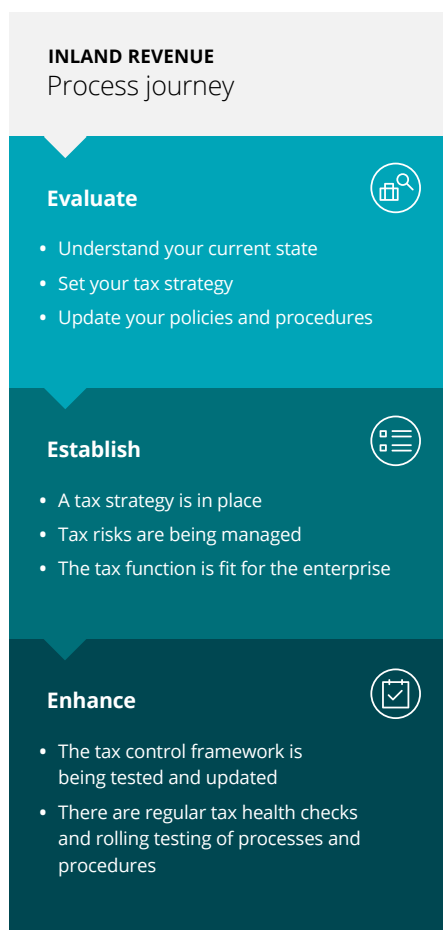 INLAND REVENUE
Process journey
Evaluate
• Understand your current state
• Set your tax strategy
• Update your policies and procedures
Establish
• A tax strategy is in place
• Tax risks are being managed
• The tax function is fit for the enterprise
Enhance
• The tax control framework is
being tested and updated
• There are regular tax health checks
and rolling testing of processes and
procedures